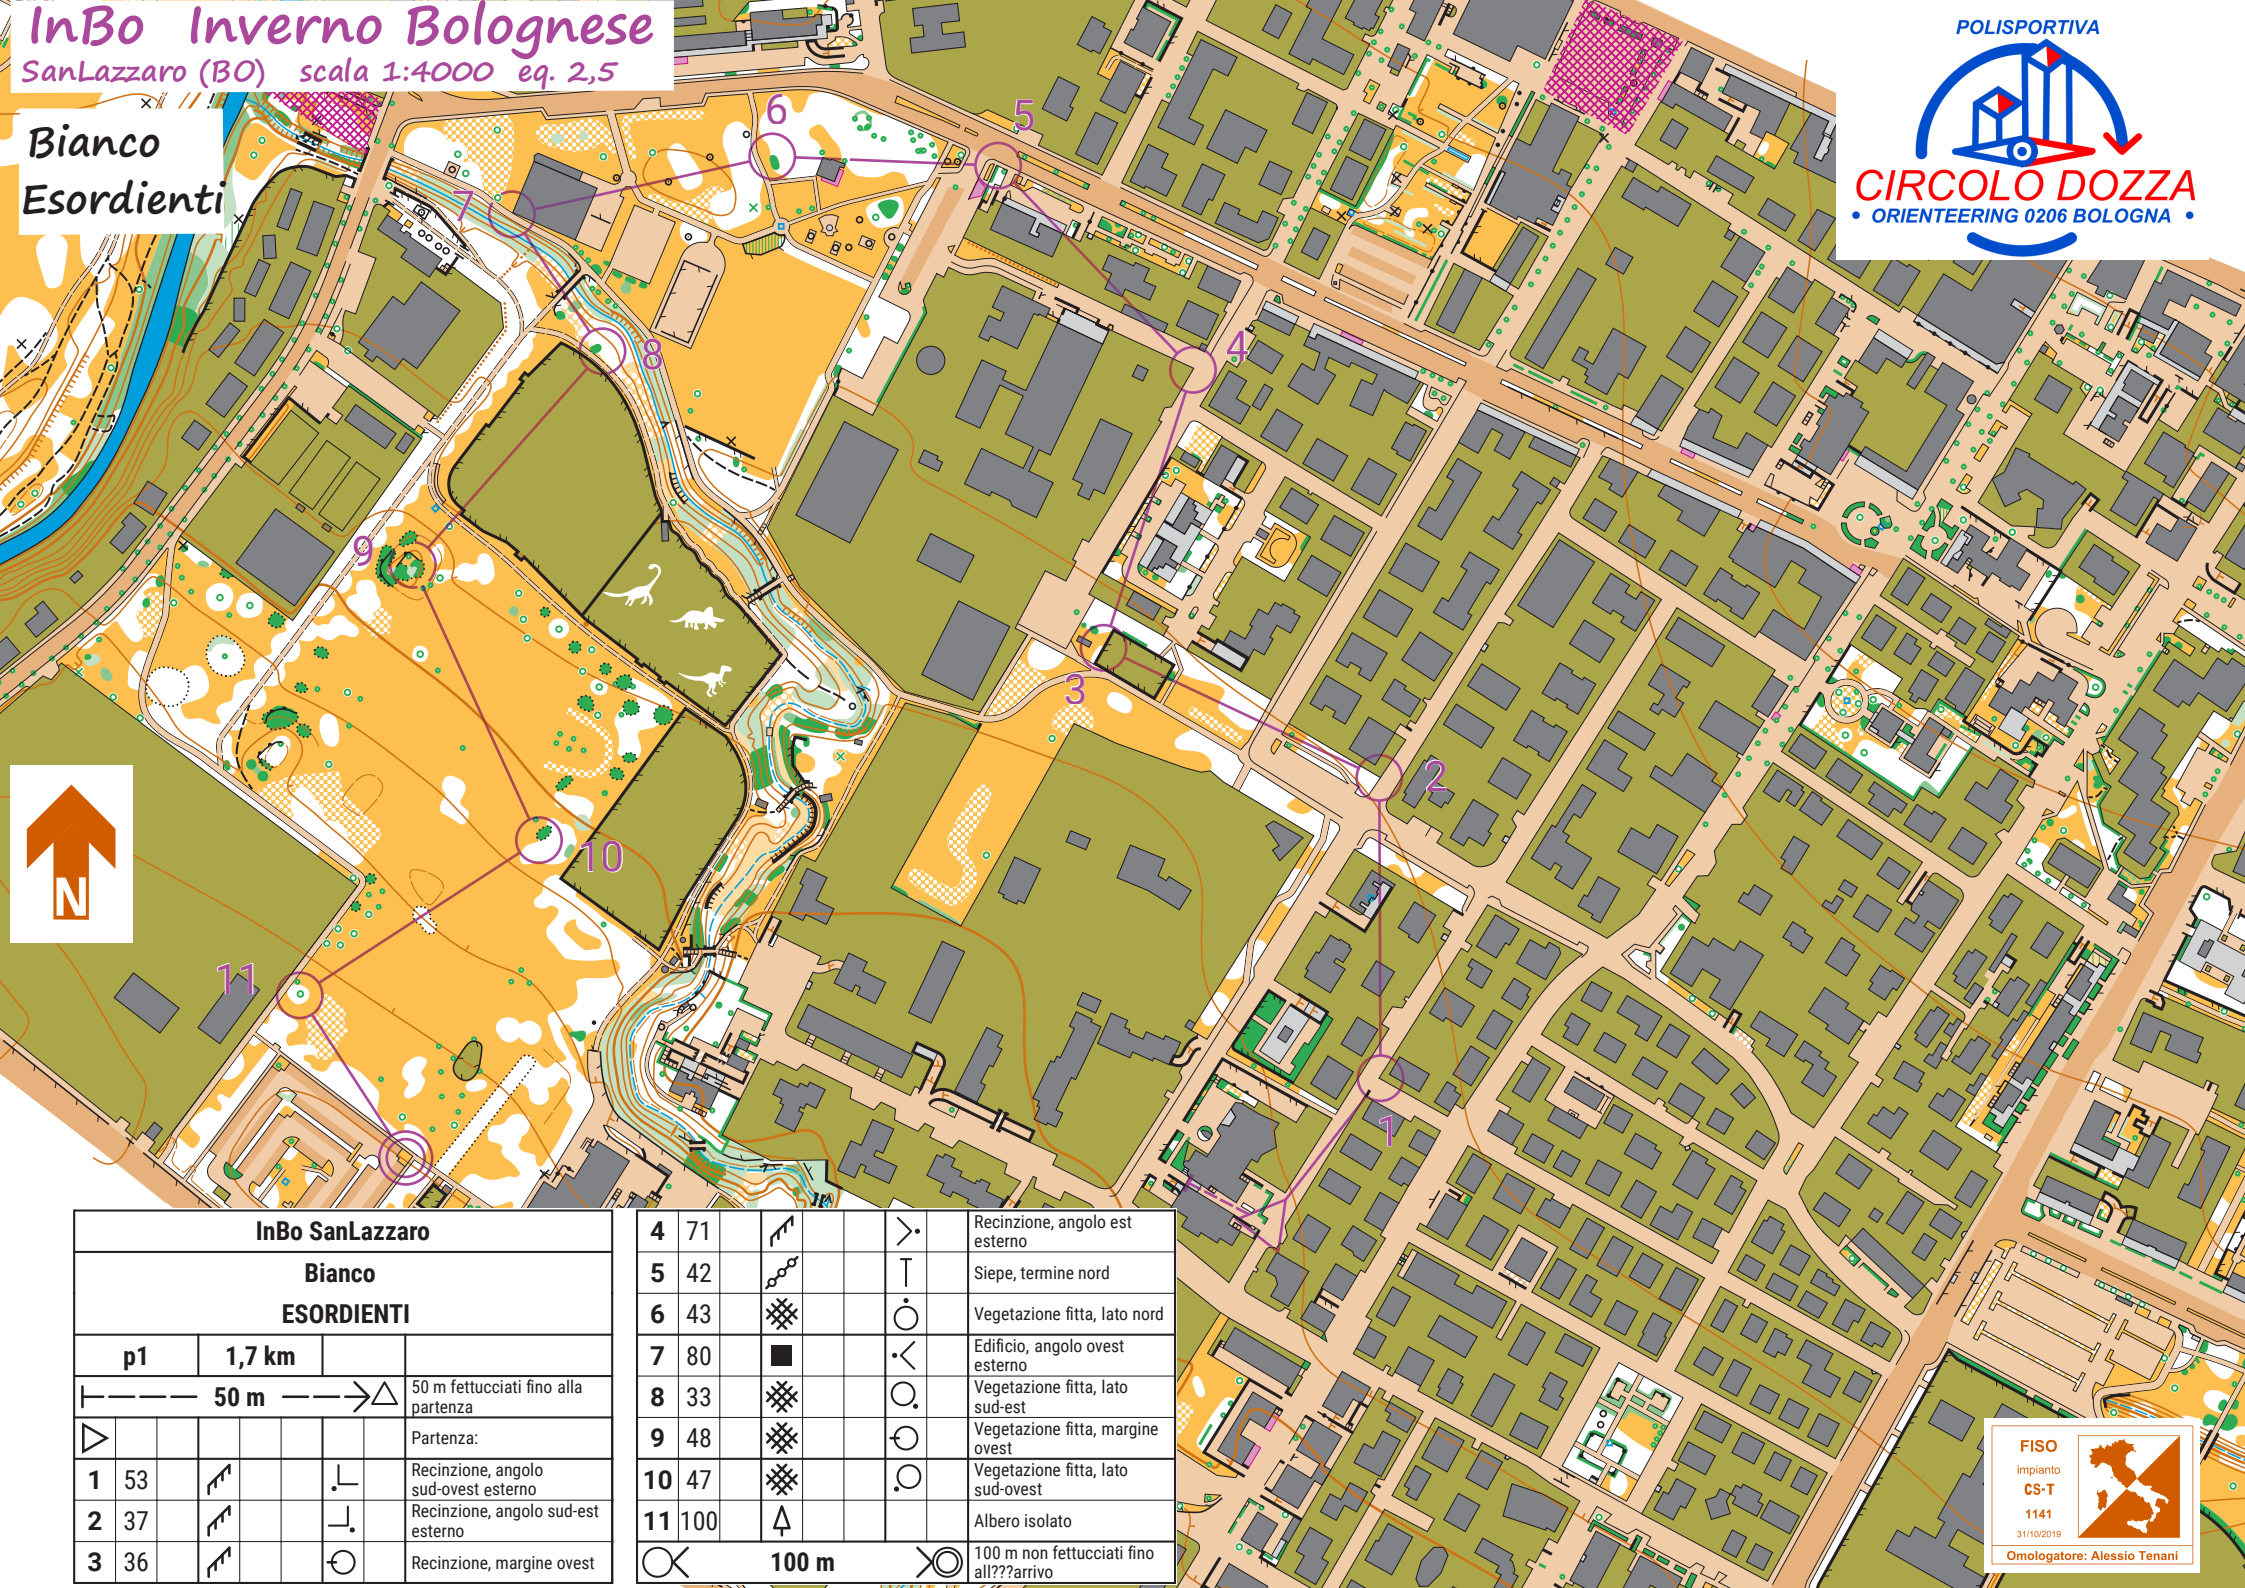 InBo Inverno Bolognese
SanLazzaro (BO) scala 1:4000 eq. 2,5
Bianco
Esordienti
POLISPORTIVA
CIRCOLO DOZZA
• ORIENTEERING 0206 BOLOGNA •
6
5
7
4
8
9
3
2
10
11
1
N
InBo SanLazzaro
Bianco
ESORDIENTI
p1 1,7 km
50 m 50 m fettucciati fino alla
partenza
Partenza:
1 53 Recinzione, angolo
sud-ovest esterno
2 37 Recinzione, angolo sud-est
esterno
3 36 Recinzione, margine ovest
4 71 Recinzione, angolo est
esterno
5 42 Siepe, termine nord
6 43 Vegetazione fitta, lato nord
7 80 Edificio, angolo ovest
esterno
8 33 Vegetazione fitta, lato
sud-est
9 48 Vegetazione fitta, margine
ovest
10 47 Vegetazione fitta, lato
sud-ovest
11 100 Albero isolato
100 m 100 m non fettucciati fino
all???arrivo
FISO
impianto
CS-T
1141
31/10/2019
Omologatore: Alessio Tenani